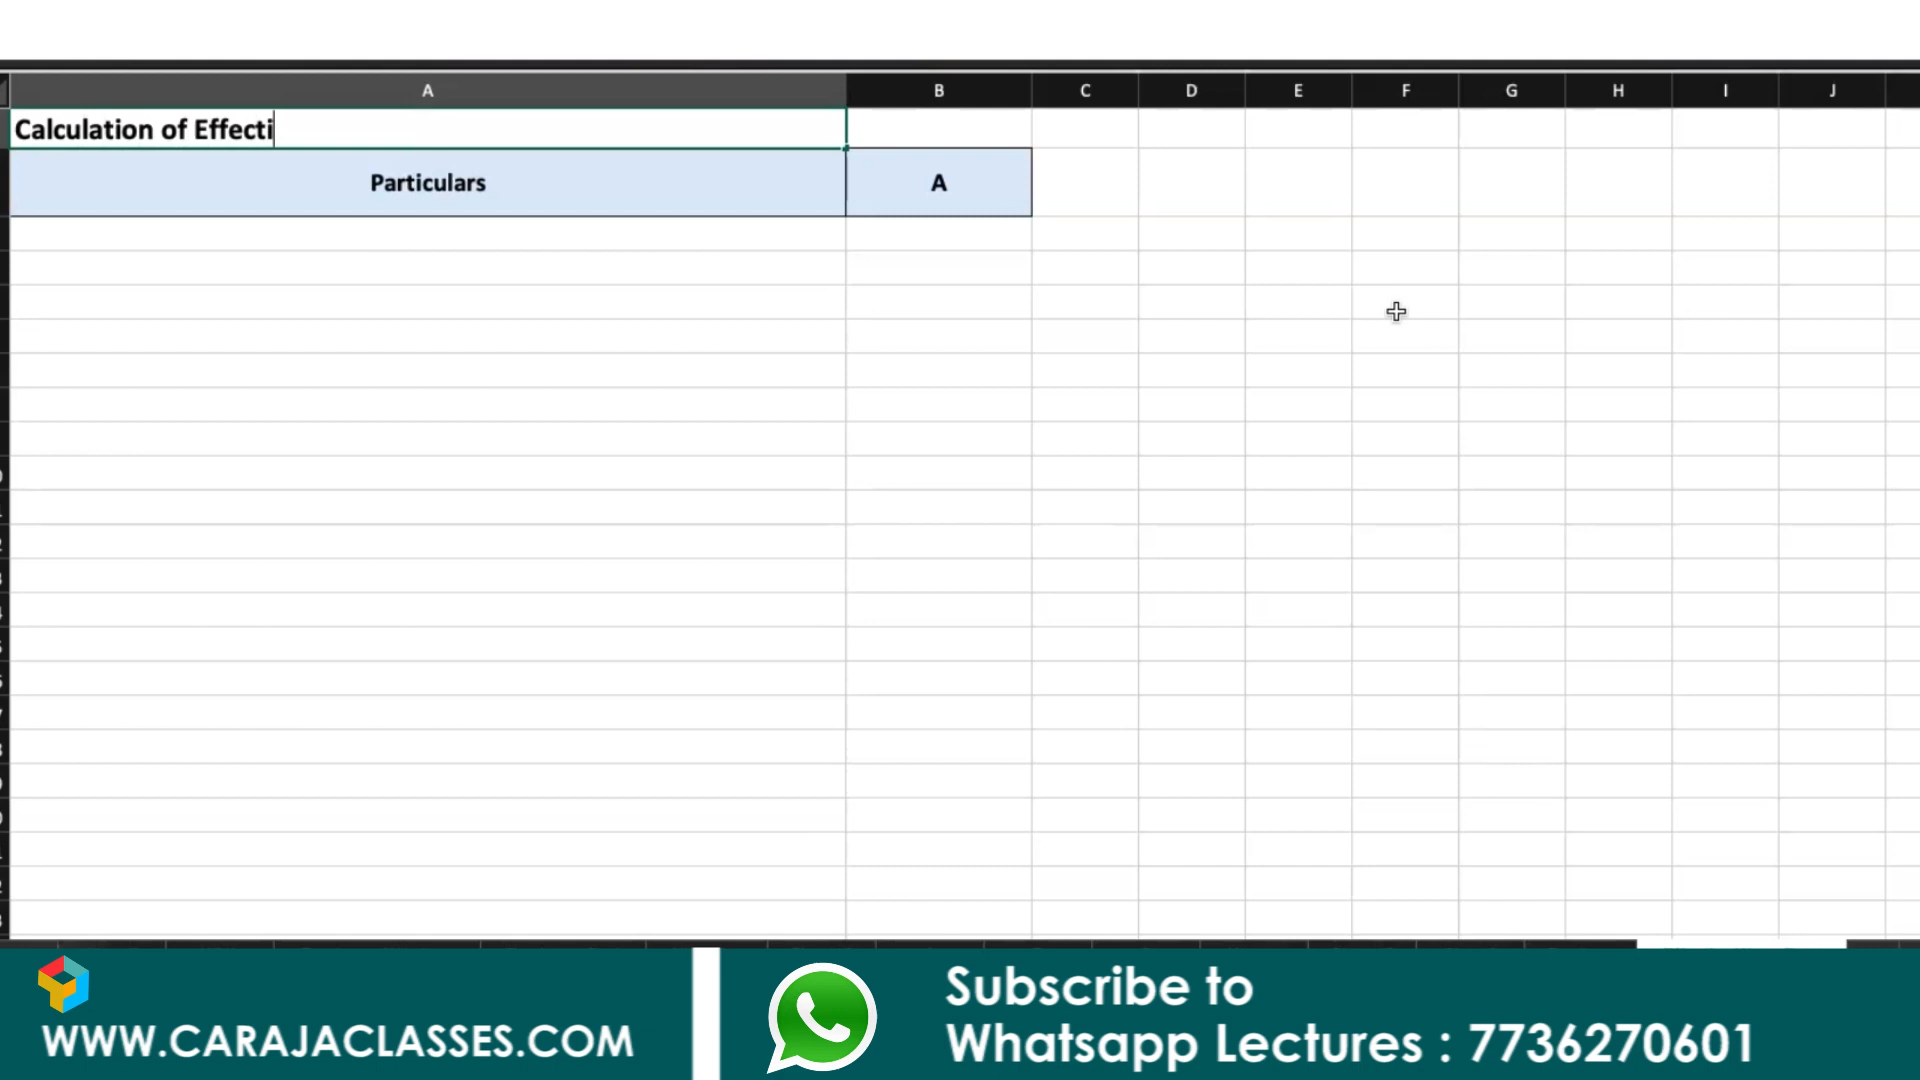 A B C D E F G H I J
Calculation of Effecti
Particulars A
WWW.CARAJACLASSES.COM
Subscribe to
Whatsapp Lectures : 7736270601